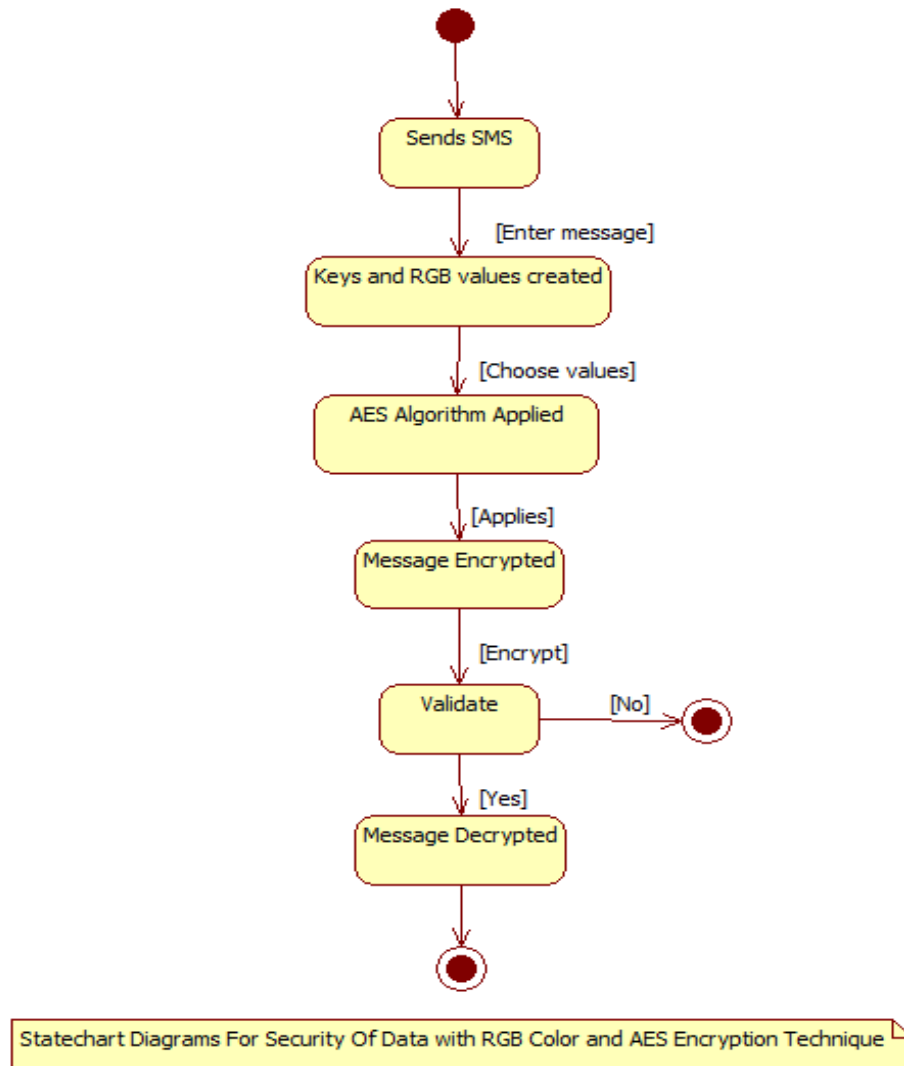 Sends SMS
[Enter message]
Keys and RGB values created
[Choose values]
AES Algorithm Applied
[Applies]
Message Encrypted
[Encrypt]
Validate
[No]
[Yes]
Message Decrypted
Statechart Diagrams For Security Of Data with RGB Color and AES Encryption Technique